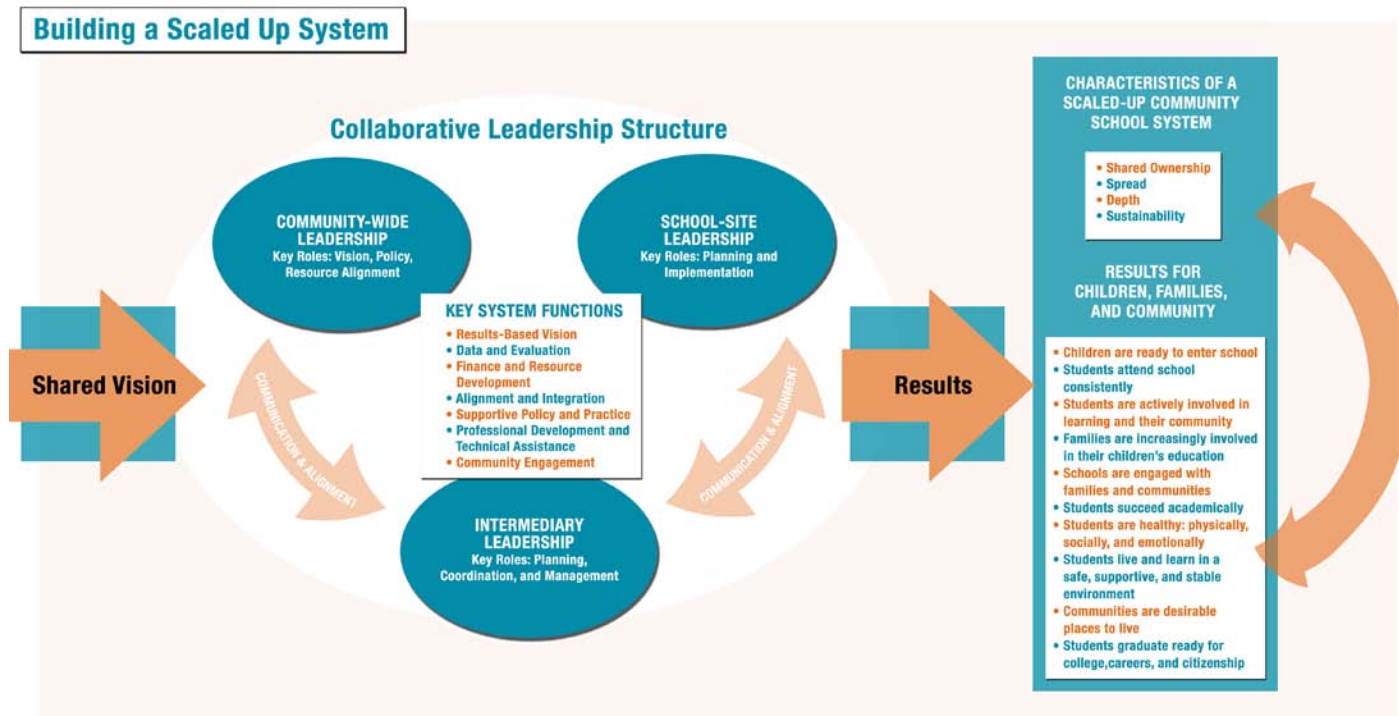 Building a Scaled Up System
Collaborative Leadership Structure
COMMUNITY-WIDE
LEADERSHIP
Key Roles: Vision, Policy,
Resource Alignment
SCHOOL-SITE
LEADERSHIP
Key Roles: Planning and
Implementation
Shared Vision
KEY SYSTEM FUNCTIONS
• Results-Based Vision
• Data and Evaluation
• Finance and Resource
Development
• Alignment and Integration
• Supportive Policy and Practice
• Professional Development and
Technical Assistance
• Community Engagement
COMMUNICATION & ALIGNMENT
COMMUNICATION & ALIGNMENT
INTERMEDIARY
LEADERSHIP
Key Roles: Planning,
Coordination, and Management
Results
CHARACTERISTICS OF A
SCALED-UP COMMUNITY
SCHOOL SYSTEM
• Shared Ownership
• Spread
• Depth
• Sustainability
RESULTS FOR
CHILDREN, FAMILIES,
AND COMMUNITY
• Children are ready to enter school
• Students attend school
consistently
• Students are actively involved in
learning and their community
• Families are increasingly involved
in their children's education
• Schools are engaged with
families and communities
• Students succeed academically
• Students are healthy: physically,
socially, and emotionally
• Students live and learn in a
safe, supportive, and stable
environment
• Communities are desirable
places to live
• Students graduate ready for
college,careers, and citizenship